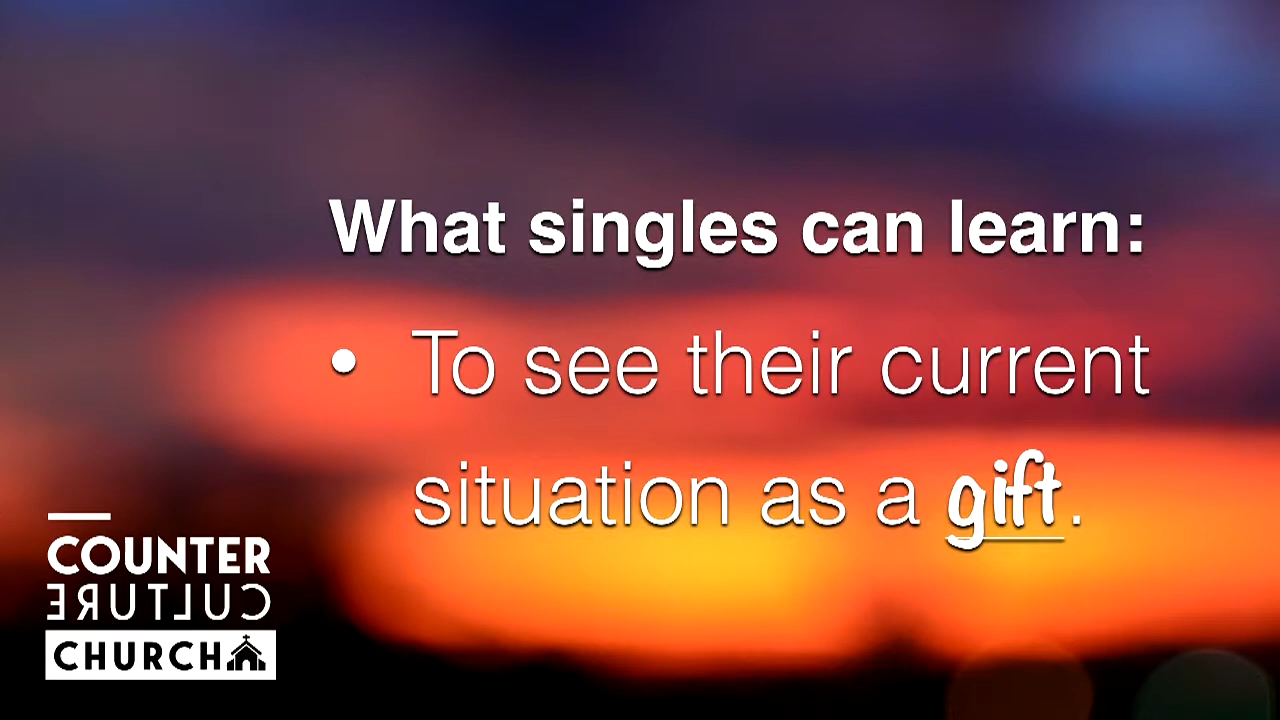 What singles can learn:
• To see their current
situation as a gift.
COUNTER
CULTURE
CHURCH